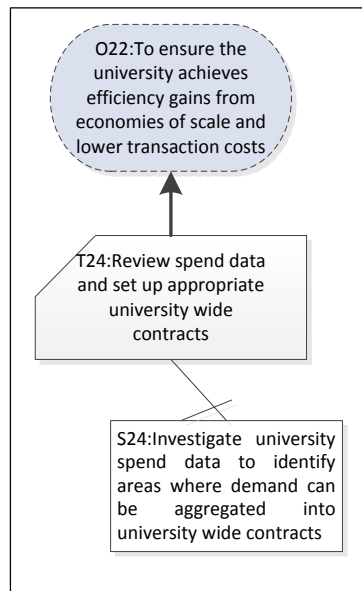 O22:To ensure the
university achieves
efficiency gains from
economies of scale and
lower transaction costs
T24:Review spend data
and set up appropriate
university wide
contracts
S24:Investigate university
spend data to identify
areas where demand can
be aggregated into
university wide contracts